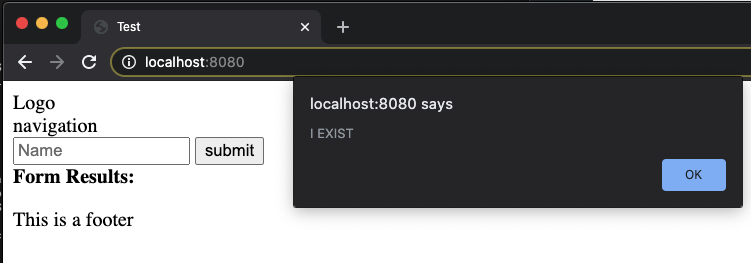 Test
localhost:8080
Logo
navigation
Name submit
Form Results:
This is a footer
localhost:8080 says
I EXIST
OK